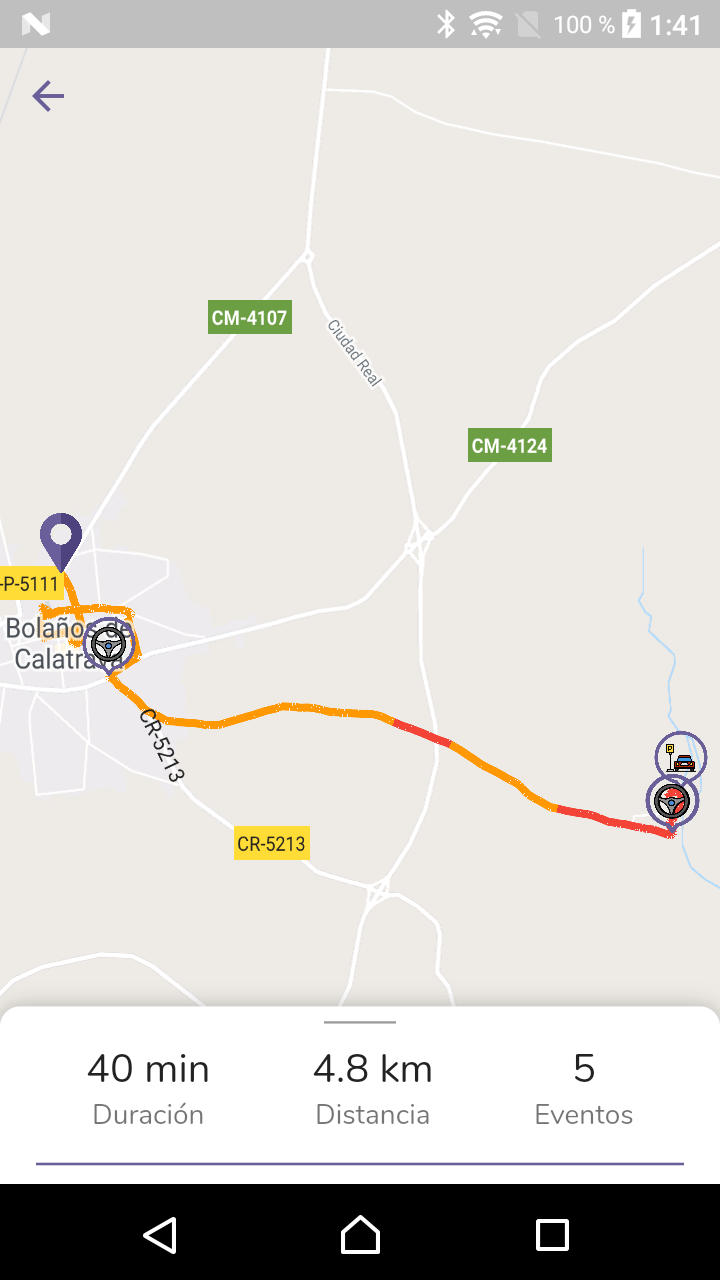 100 % 1:41
CM-4107
Ciudad Real
CM-4124
-P-5111
Bolaños de
Calatrava
CR-5213
CR-5213
40 min 4.8 km 5
Duración Distancia Eventos